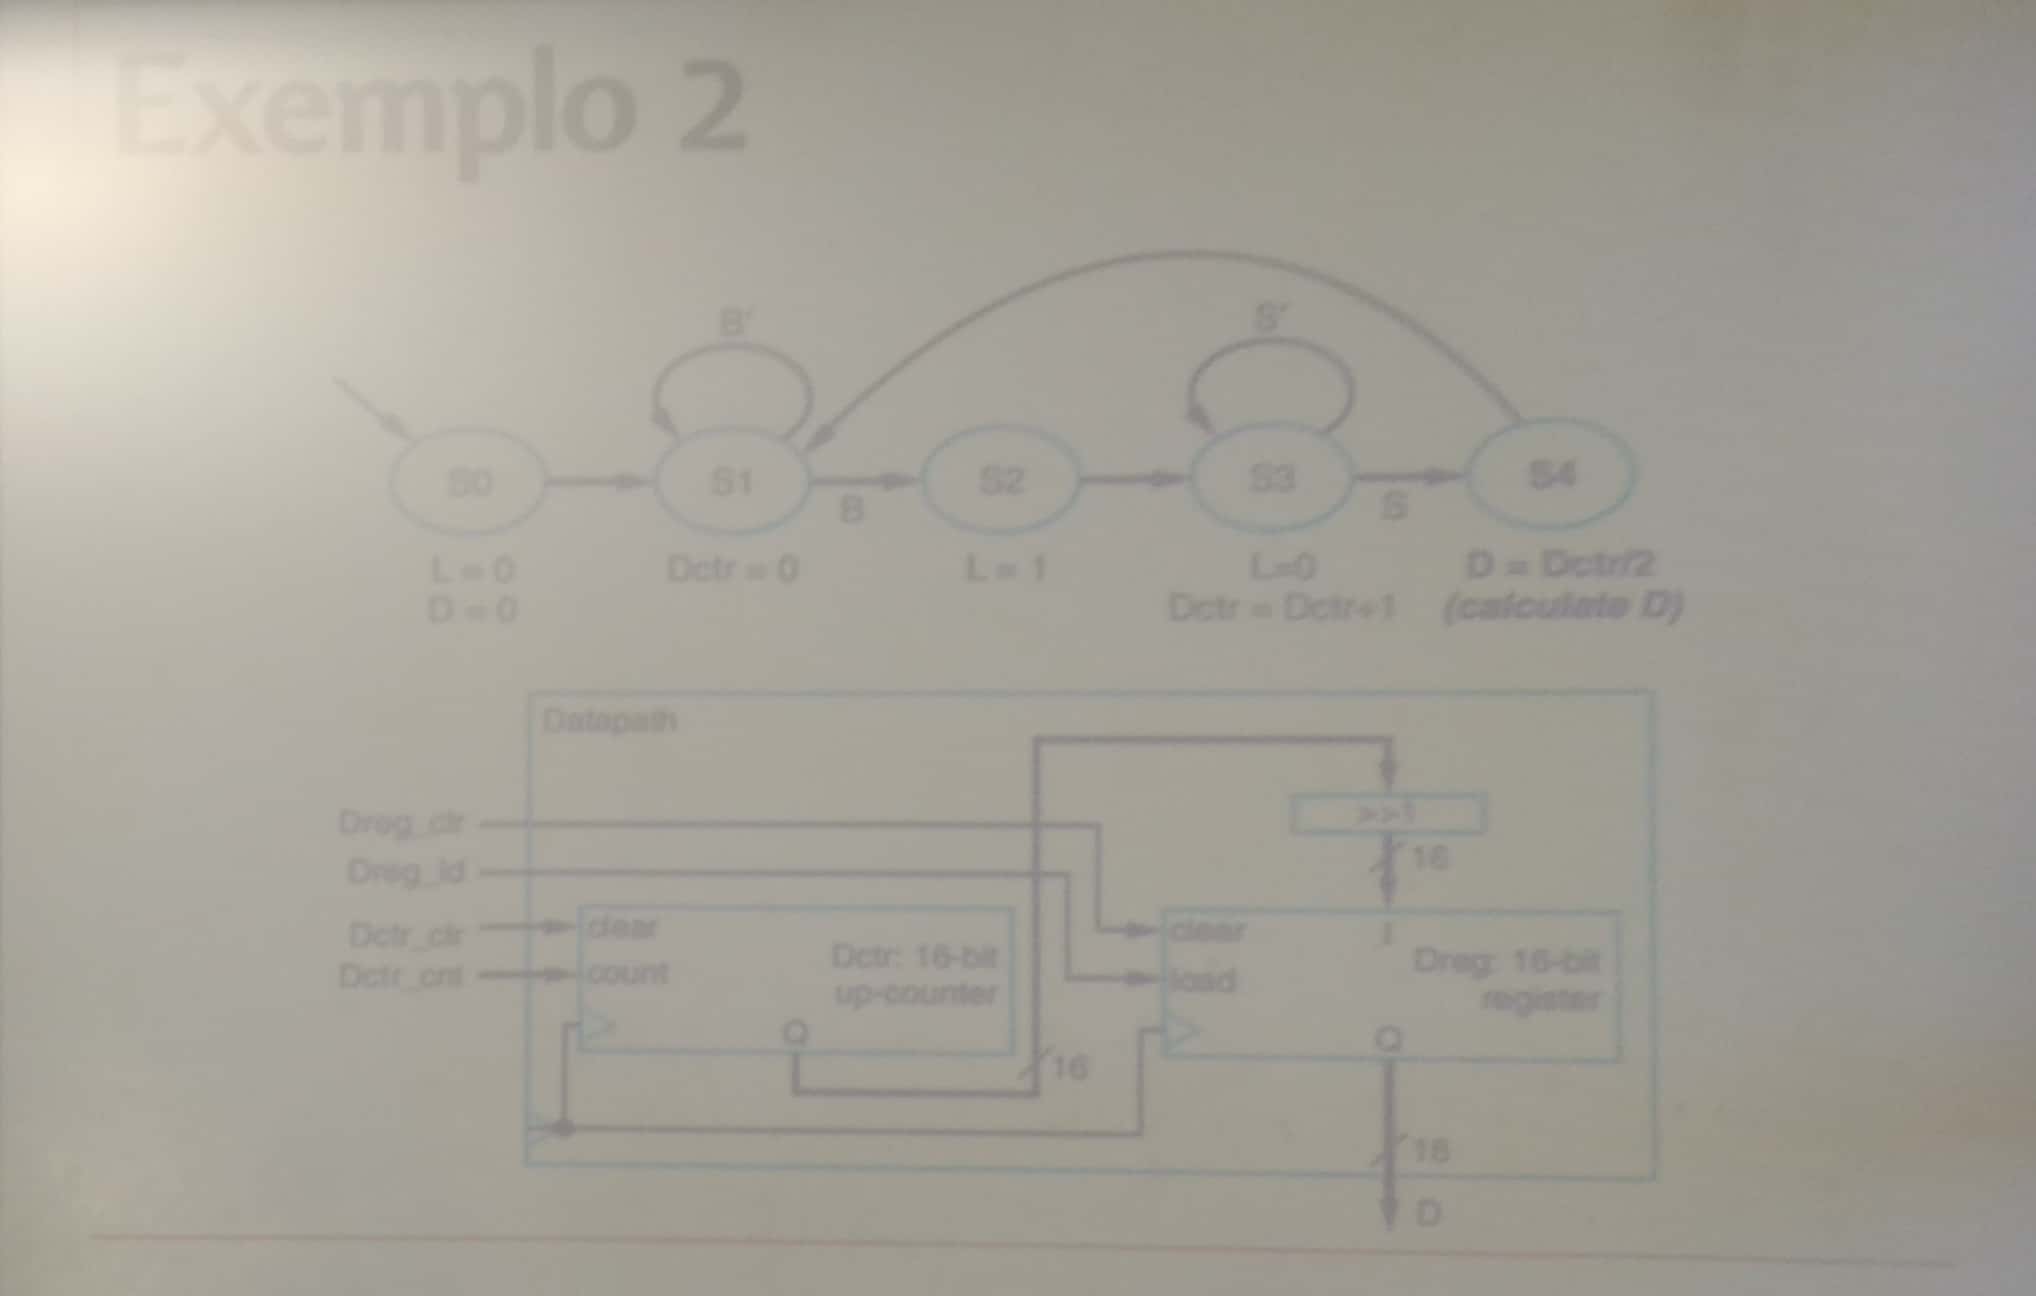 Exemplo 2
B'
S'
S0
S1
S2
S3
S4
B
S
L = 0
D = 0
Dctr = 0
L = 1
L=0
Dctr = Dctr+1
D = Dctr/2
(calculate D)
Datapath
Dreg_clr
Dreg_ld
Dctr_clr
Dctr_cnt
clear
count
Dctr: 16-bit
up-counter
Q
16
>>1
16
clear
load
I
Dreg: 16-bit
register
Q
16
D